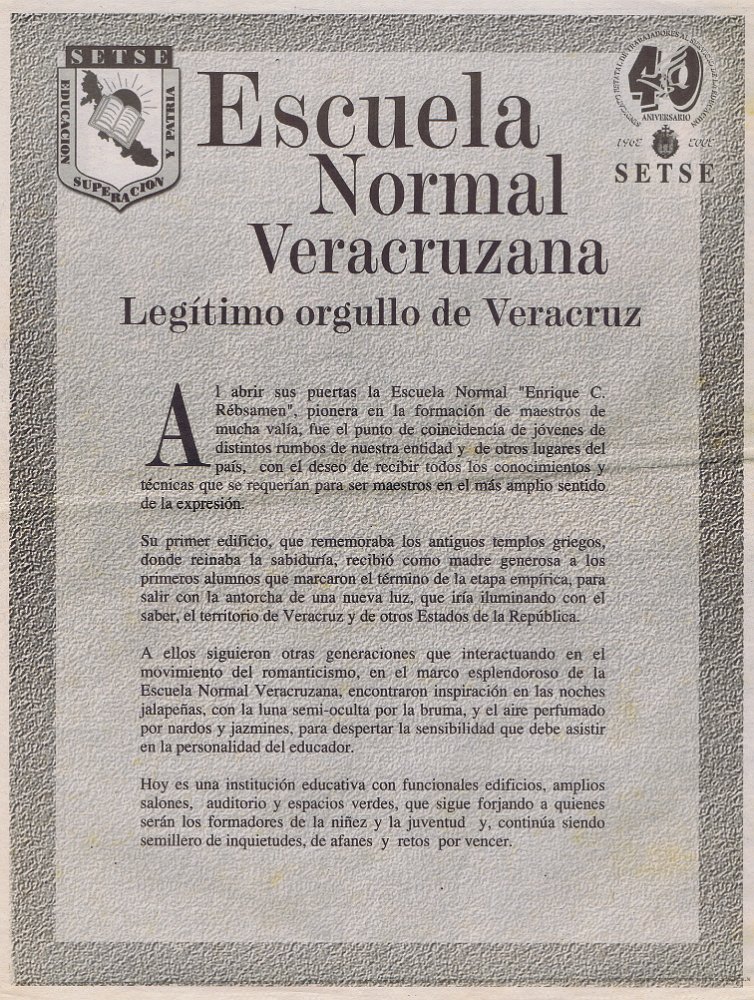 SETSE
EDUCACION
SUPERACION
Y PATRIA
40
ANIVERSARIO
1962 2002
SETSE
Escuela
Normal
Veracruzana
Legítimo orgullo de Veracruz
Al abrir sus puertas la Escuela Normal "Enrique C.
Rébsamen", pionera en la formación de maestros de
mucha valía, fue el punto de coincidencia de jóvenes de
distintos rumbos de nuestra entidad y de otros lugares del
país, con el deseo de recibir todos los conocimientos y
técnicas que se requerían para ser maestros en el más amplio sentido
de la expresión.
Su primer edificio, que rememoraba los antiguos templos griegos,
donde reinaba la sabiduría, recibió como madre generosa a los
primeros alumnos que marcaron el término de la etapa empírica, para
salir con la antorcha de una nueva luz, que iría iluminando con el
saber, el territorio de Veracruz y de otros Estados de la República.
A ellos siguieron otras generaciones que interactuando en el
movimiento del romanticismo, en el marco esplendoroso de la
Escuela Normal Veracruzana, encontraron inspiración en las noches
jalapeñas, con la luna semi-oculta por la bruma, y el aire perfumado
por nardos y jazmines, para despertar la sensibilidad que debe asistir
en la personalidad del educador.
Hoy es una institución educativa con funcionales edificios, amplios
salones, auditorio y espacios verdes, que sigue forjando a quienes
serán los formadores de la niñez y la juventud y, continúa siendo
semillero de inquietudes, de afanes y retos por vencer.